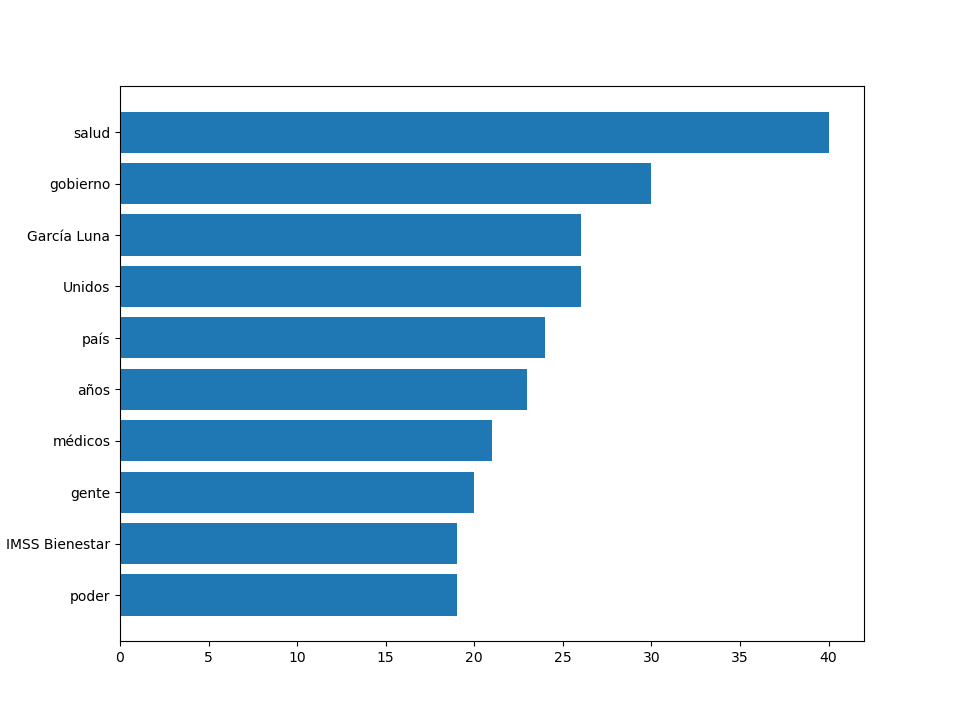 salud
gobierno
García Luna
Unidos
país
años
médicos
gente
IMSS Bienestar
poder
0 5 10 15 20 25 30 35 40